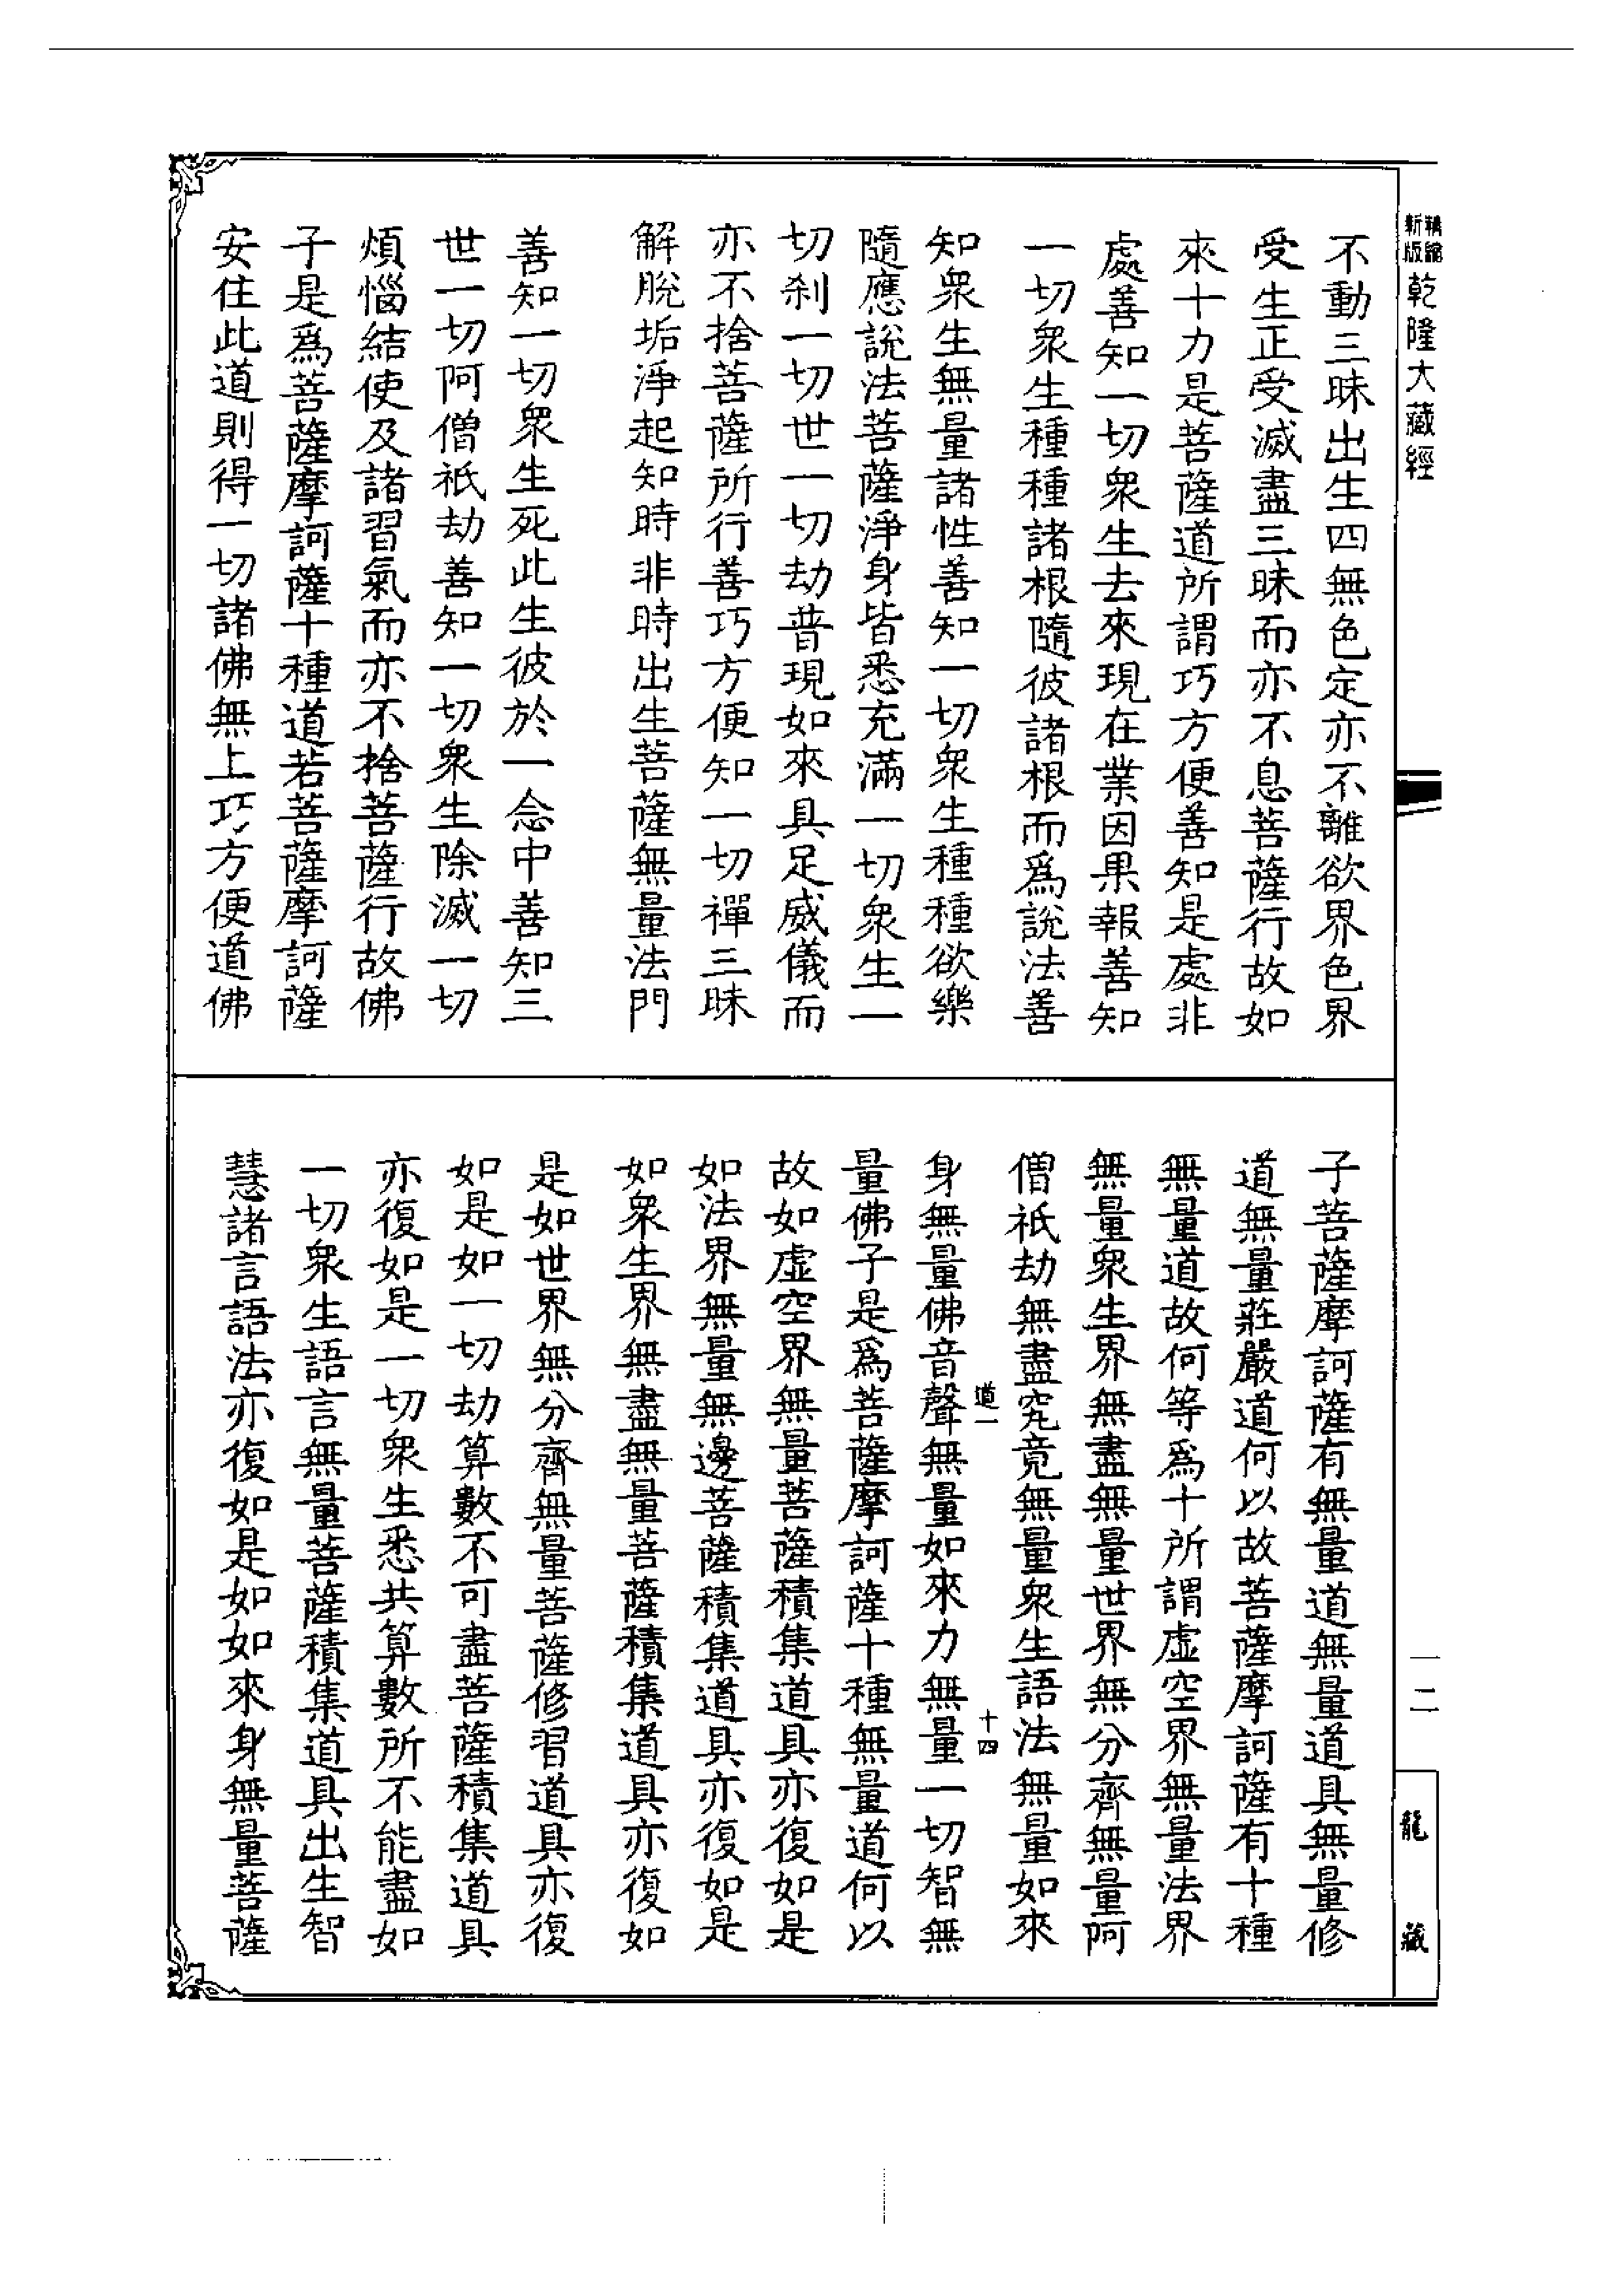 精縮新版 乾隆大藏經
不動三昧出生四無色定亦不離欲界色界
受生正受滅盡三昧而亦不息菩薩行故如
來十力是菩薩道所謂巧方便善知是處非
處善知一切衆生去來現在業因果報善知
一切衆生種種諸根隨彼諸根而爲說法善
知衆生無量諸性善知一切衆生種種欲樂
隨應說法菩薩淨身皆悉充滿一切衆生一
切刹一切世一切劫普現如來具足威儀而
亦不捨菩薩所行善巧方便知一切禪三昧
解脫垢淨起知時非時出生菩薩無量法門
善知一切衆生死此生彼於一念中善知三
世一切阿僧祇劫善知一切衆生除滅一切
煩惱結使及諸習氣而亦不捨菩薩行故佛
子是爲菩薩摩訶薩十種道若菩薩摩訶薩
安住此道則得一切諸佛無上巧方便道佛
子菩薩摩訶薩有無量道無量道具無量修
道無量莊嚴道何以故菩薩摩訶薩有十種
無量道故何等爲十所謂虛空界無量法界
無量衆生界無盡無量世界無分齊無量阿
僧祇劫無盡究竟無量衆生語法無量如來
道一 十四
身無量佛音聲無量如來力無量一切智無
量佛子是爲菩薩摩訶薩十種無量道何以
故如虛空界無量菩薩積集道具亦復如是
如法界無量無邊菩薩積集道具亦復如是
如衆生界無盡無量菩薩積集道具亦復如
是如世界無分齊無量菩薩修習道具亦復
如是如一切劫算數不可盡菩薩積集道具
亦復如是一切衆生悉共算數所不能盡如
一切衆生語言無量菩薩積集道具出生智
慧諸言語法亦復如是如如來身無量菩薩
一二
龍藏